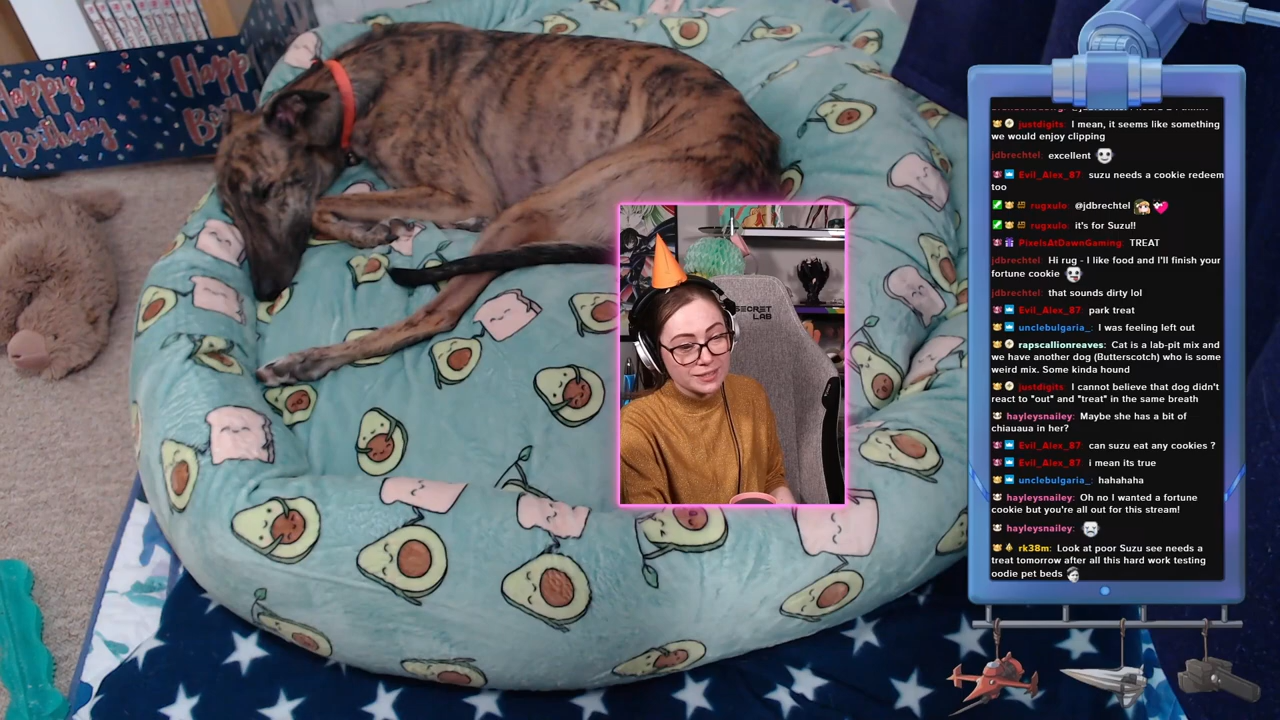 Happy
Birthday
Happy
SECRET
LAB
justdigits: I mean, it seems like something
we would enjoy clipping
jdbrechtel: excellent
Evil_Alex_87 suzu needs a cookie redeem
too
rugxulo: @jdbrechtel
rugxulo: it's for Suzu!!
PixelsAtDawnGaming: TREAT
jdbrechtel: Hi rug - I like food and I'll finish your
fortune cookie
jdbrechtel: that sounds dirty lol
Evil_Alex_87 park treat
unclebulgaria_: I was feeling left out
rapscallionreaves: Cat is a lab-pit mix and
we have another dog (Butterscotch) who is some
weird mix. Some kinda hound
justdigits: I cannot believe that dog didn't
react to "out" and "treat" in the same breath
hayleysnailey: Maybe she has a bit of
chiauaua in her?
Evil_Alex_87 can suzu eat any cookies ?
Evil_Alex_87 i mean its true
unclebulgaria_: hahahaha
hayleysnailey: Oh no I wanted a fortune
cookie but you're all out for this stream!
hayleysnailey:
rk38m: Look at poor Suzu see needs a
treat tomorrow after all this hard work testing
oodie pet beds